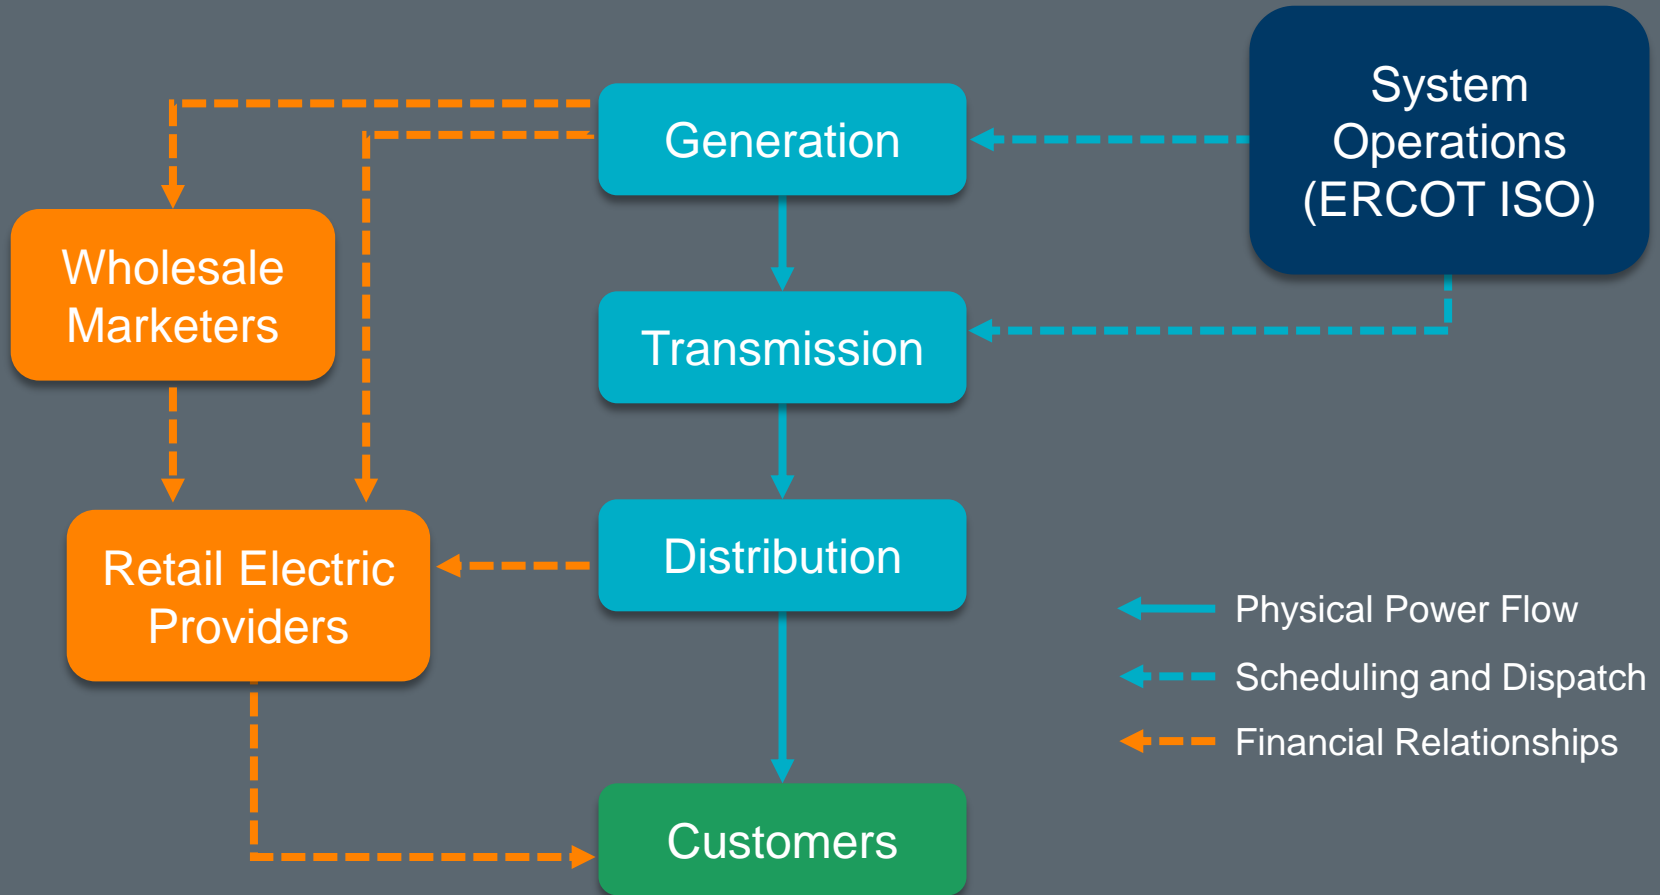 System
Operations
(ERCOT ISO)
Generation
Wholesale
Marketers
Transmission
Retail Electric
Providers
Distribution
Physical Power Flow
Scheduling and Dispatch
Financial Relationships
Customers